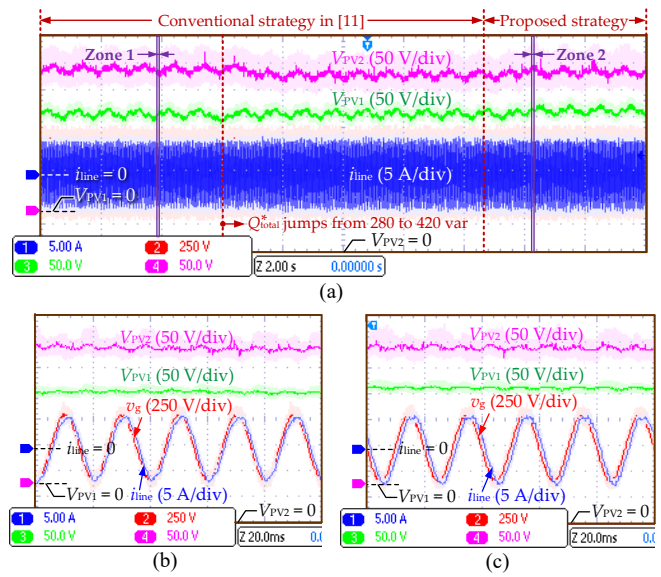 Conventional strategy in [11] Proposed strategy
Zone 1 VPV2 (50 V/div) Zone 2
VPV1 (50 V/div)
iline = 0 iline (5 A/div)
VPV1 = 0
Q*total jumps from 280 to 420 var
VPV2 = 0
1 5.00 A 2 250 V
3 50.0 V 4 50.0 V Z 2.00 s 0.00000 s
(a)
VPV2 (50 V/div)
VPV1 (50 V/div)
vg (250 V/div)
iline = 0
VPV1 = 0 iline (5 A/div)
VPV2 = 0
1 5.00 A 2 250 V
3 50.0 V 4 50.0 V Z 20.0ms
(b)
VPV2 (50 V/div)
VPV1 (50 V/div)
vg (250 V/div)
iline = 0
VPV1 = 0 iline (5 A/div)
VPV2 = 0
1 5.00 A 2 250 V
3 50.0 V 4 50.0 V Z 20.0ms
(c)